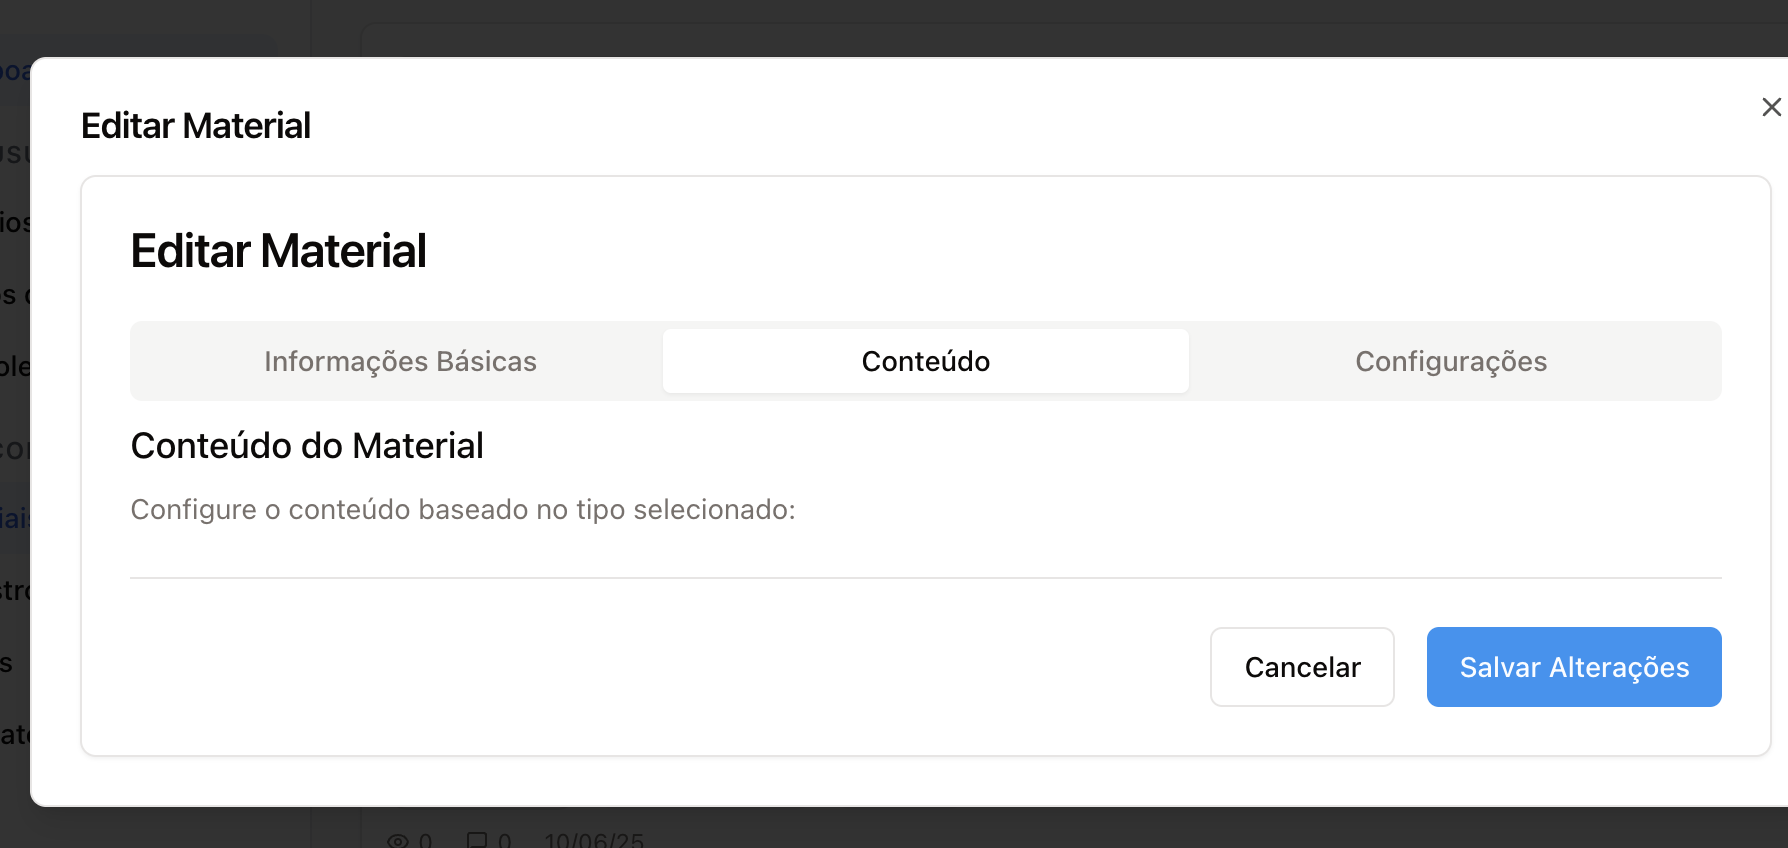 Editar Material
Editar Material
Informações Básicas
Conteúdo
Configurações
Conteúdo do Material
Configure o conteúdo baseado no tipo selecionado:
Cancelar
Salvar Alterações
0
0
10/06/25